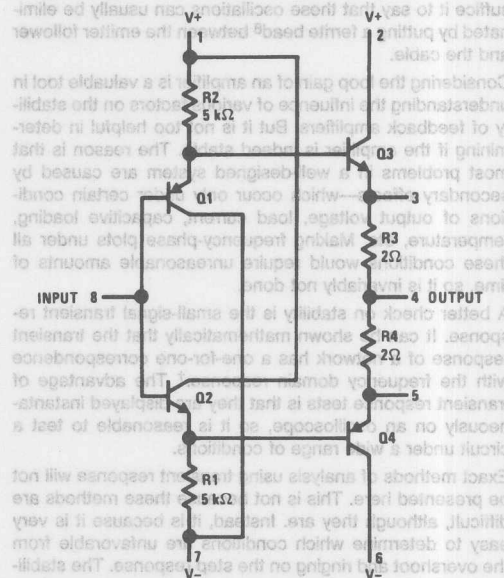 uffice it to say that these oscillations can usually be elimi-
V+ V+
1 2
ated by putting a ferrite bead⁸ between the emitter follower
nd the cable.
Considering the loop gain of an amplifier is a valuable tool in
R2
5 kΩ
understanding the influence of various factors on the stabili-
y of feedback amplifiers. But it is not too helpful in deter-
Q3
mining if the amplifier is indeed stable. The reason is that
most problems in a well-designed system are caused by
Q1
3
secondary effects—which occur only under certain condi-
ions of output voltage, load current, capacitive loading,
R3
2Ω
temperature, etc. Making frequency-phase plots under all
these conditions would require unreasonable amounts of
INPUT 8
4 OUTPUT
ime, so it is invariably not done.
A better check on stability is the small-signal transient re-
R4
2Ω
sponse. It can be shown mathematically that the transient
response of a network has a one-for-one correspondence
Q2
5
with the frequency domain response. The advantage of
ransient response tests is that they are displayed instanta-
neously on an oscilloscope, so it is reasonable to test a
Q4
circuit under a wide range of conditions.
R1
5 kΩ
Exact methods of analysis using transient response will not
be presented here. This is not because these methods are
difficult, although they are. Instead, it is because it is very
easy to determine which conditions are unfavorable from
7 6
the overshoot and ringing on the step response. The stabili-
V− V−